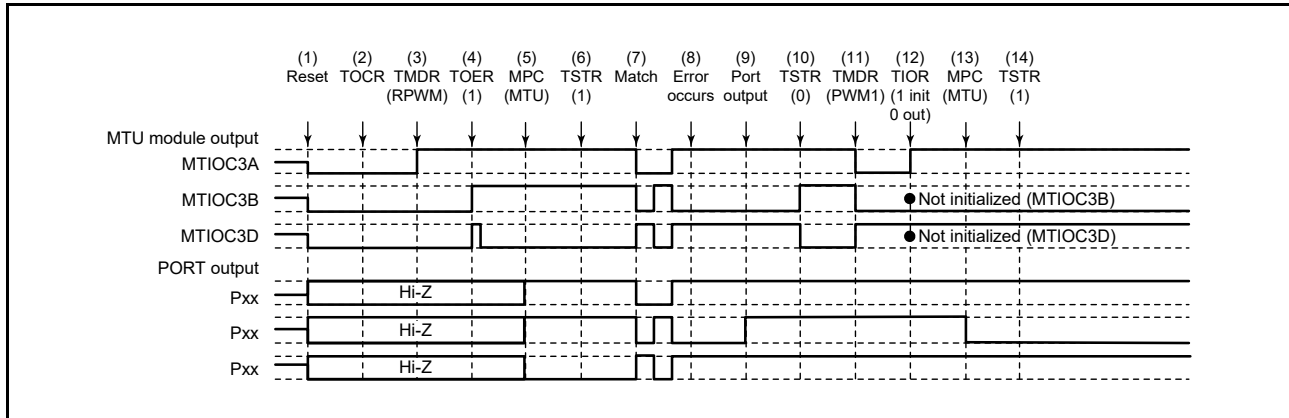 (1) (2) (3) (4) (5) (6) (7) (8) (9) (10) (11) (12) (13) (14)
Reset TOCR TMDR TOER MPC TSTR Match Error Port TSTR TMDR TIOR MPC TSTR
(RPWM) (1) (MTU) (1) occurs output (0) (PWM1) (1 init (MTU) (1)
0 out)
MTU module output
MTIOC3A
MTIOC3B
Not initialized (MTIOC3B)
MTIOC3D
Not initialized (MTIOC3D)
PORT output
Pxx Hi-Z
Pxx Hi-Z
Pxx Hi-Z